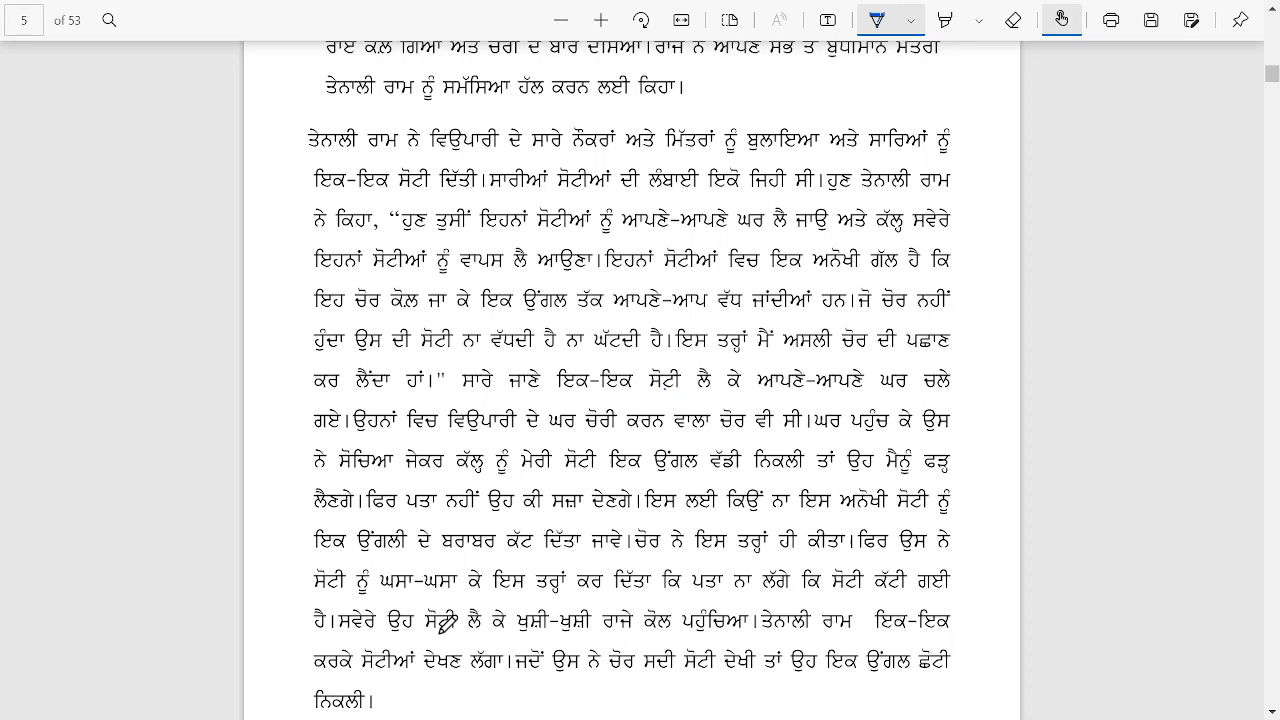 5 of 53
ਰਾਏ ਕੋਲ ਗਿਆ ਅਤੇ ਚੋਰੀ ਦੇ ਬਾਰੇ ਦੱਸਿਆ।ਰਾਜੇ ਨੇ ਆਪਣੇ ਸਭ ਤੋਂ ਬੁਧੀਮਾਨ ਮੰਤਰੀ
ਤੇਨਾਲੀ ਰਾਮ ਨੂੰ ਸਮੱਸਿਆ ਹੱਲ ਕਰਨ ਲਈ ਕਿਹਾ।
ਤੇਨਾਲੀ ਰਾਮ ਨੇ ਵਿਉਪਾਰੀ ਦੇ ਸਾਰੇ ਨੌਕਰਾਂ ਅਤੇ ਮਿੱਤਰਾਂ ਨੂੰ ਬੁਲਾਇਆ ਅਤੇ ਸਾਰਿਆਂ ਨੂੰ
ਇਕ-ਇਕ ਸੋਟੀ ਦਿੱਤੀ।ਸਾਰੀਆਂ ਸੋਟੀਆਂ ਦੀ ਲੰਬਾਈ ਇਕੋ ਜਿਹੀ ਸੀ।ਹੁਣ ਤੇਨਾਲੀ ਰਾਮ
ਨੇ ਕਿਹਾ, “ਹੁਣ ਤੁਸੀਂ ਇਹਨਾਂ ਸੋਟੀਆਂ ਨੂੰ ਆਪਣੇ-ਆਪਣੇ ਘਰ ਲੈ ਜਾਉ ਅਤੇ ਕੱਲ੍ਹ ਸਵੇਰੇ
ਇਹਨਾਂ ਸੋਟੀਆਂ ਨੂੰ ਵਾਪਸ ਲੈ ਆਉਣਾ।ਇਹਨਾਂ ਸੋਟੀਆਂ ਵਿਚ ਇਕ ਅਨੋਖੀ ਗੱਲ ਹੈ ਕਿ
ਇਹ ਚੋਰ ਕੋਲ਼ ਜਾ ਕੇ ਇਕ ਉਂਗਲ ਤੱਕ ਆਪਣੇ-ਆਪ ਵੱਧ ਜਾਂਦੀਆਂ ਹਨ।ਜੋ ਚੋਰ ਨਹੀਂ
ਹੁੰਦਾ ਉਸ ਦੀ ਸੋਟੀ ਨਾ ਵੱਧਦੀ ਹੈ ਨਾ ਘੱਟਦੀ ਹੈ।ਇਸ ਤਰ੍ਹਾਂ ਮੈਂ ਅਸਲੀ ਚੋਰ ਦੀ ਪਛਾਣ
ਕਰ ਲੈਂਦਾ ਹਾਂ।" ਸਾਰੇ ਜਾਣੇ ਇਕ-ਇਕ ਸੋਟੀ ਲੈ ਕੇ ਆਪਣੇ-ਆਪਣੇ ਘਰ ਚਲੇ
ਗਏ।ਉਹਨਾਂ ਵਿਚ ਵਿਉਪਾਰੀ ਦੇ ਘਰ ਚੋਰੀ ਕਰਨ ਵਾਲਾ ਚੋਰ ਵੀ ਸੀ।ਘਰ ਪਹੁੰਚ ਕੇ ਉਸ
ਨੇ ਸੋਚਿਆ ਜੇਕਰ ਕੱਲ੍ਹ ਨੂੰ ਮੇਰੀ ਸੋਟੀ ਇਕ ਉਂਗਲ ਵੱਡੀ ਨਿਕਲੀ ਤਾਂ ਉਹ ਮੈਨੂੰ ਫੜ੍ਹ
ਲੈਣਗੇ।ਫਿਰ ਪਤਾ ਨਹੀਂ ਉਹ ਕੀ ਸਜ਼ਾ ਦੇਣਗੇ।ਇਸ ਲਈ ਕਿਉਂ ਨਾ ਇਸ ਅਨੋਖੀ ਸੋਟੀ ਨੂੰ
ਇਕ ਉਂਗਲੀ ਦੇ ਬਰਾਬਰ ਕੱਟ ਦਿੱਤਾ ਜਾਵੇ।ਚੋਰ ਨੇ ਇਸ ਤਰ੍ਹਾਂ ਹੀ ਕੀਤਾ।ਫਿਰ ਉਸ ਨੇ
ਸੋਟੀ ਨੂੰ ਘਸਾ-ਘਸਾ ਕੇ ਇਸ ਤਰ੍ਹਾਂ ਕਰ ਦਿੱਤਾ ਕਿ ਪਤਾ ਨਾ ਲੱਗੇ ਕਿ ਸੋਟੀ ਕੱਟੀ ਗਈ
ਹੈ।ਸਵੇਰੇ ਉਹ ਸੋਟੀ ਲੈ ਕੇ ਖੁਸ਼ੀ-ਖੁਸ਼ੀ ਰਾਜੇ ਕੋਲ ਪਹੁੰਚਿਆ।ਤੇਨਾਲੀ ਰਾਮ ਇਕ-ਇਕ
ਕਰਕੇ ਸੋਟੀਆਂ ਦੇਖਣ ਲੱਗਾ।ਜਦੋਂ ਉਸ ਨੇ ਚੋਰ ਸਦੀ ਸੋਟੀ ਦੇਖੀ ਤਾਂ ਉਹ ਇਕ ਉਂਗਲ ਛੋਟੀ
ਨਿਕਲੀ।